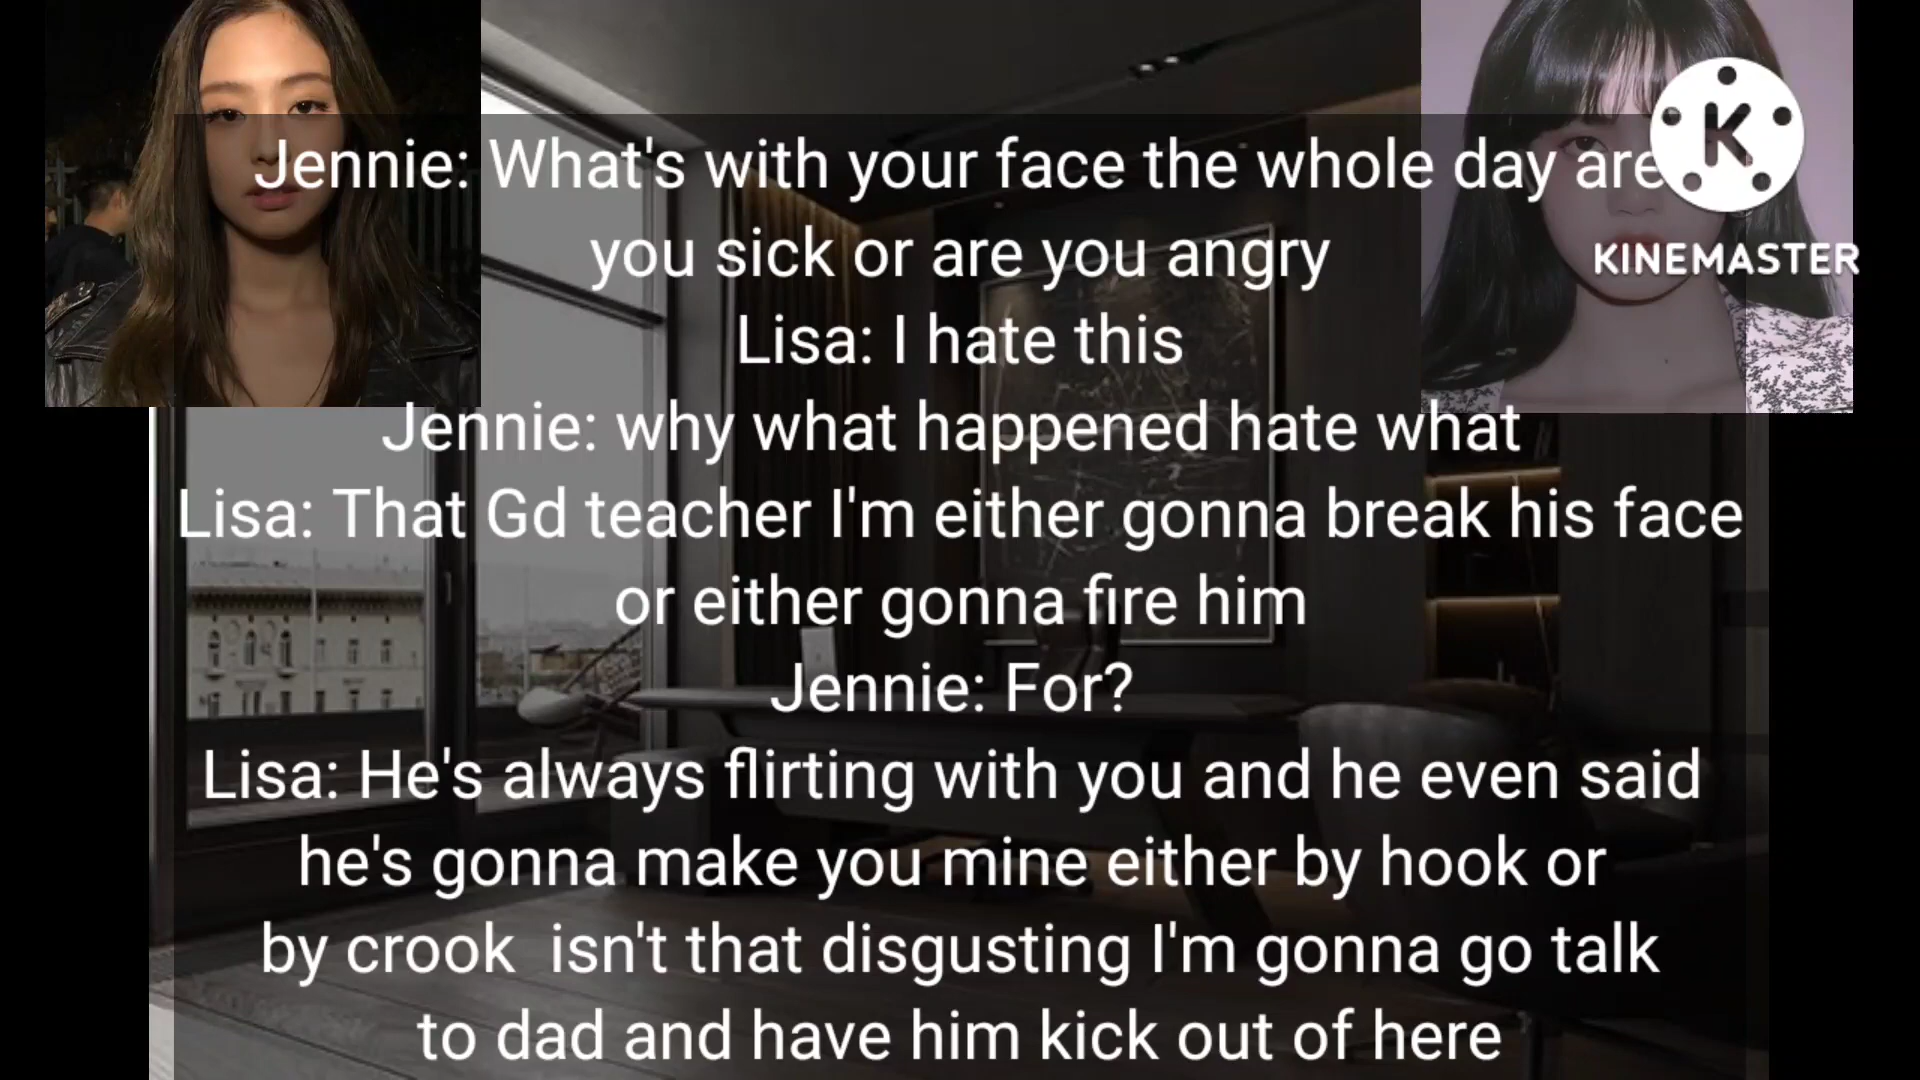 Jennie: What's with your face the whole day are
you sick or are you angry
Lisa: I hate this
Jennie: why what happened hate what
Lisa: That Gd teacher I'm either gonna break his face
or either gonna fire him
Jennie: For?
Lisa: He's always flirting with you and he even said
he's gonna make you mine either by hook or
by crook  isn't that disgusting I'm gonna go talk
to dad and have him kick out of here
K
KINEMASTER